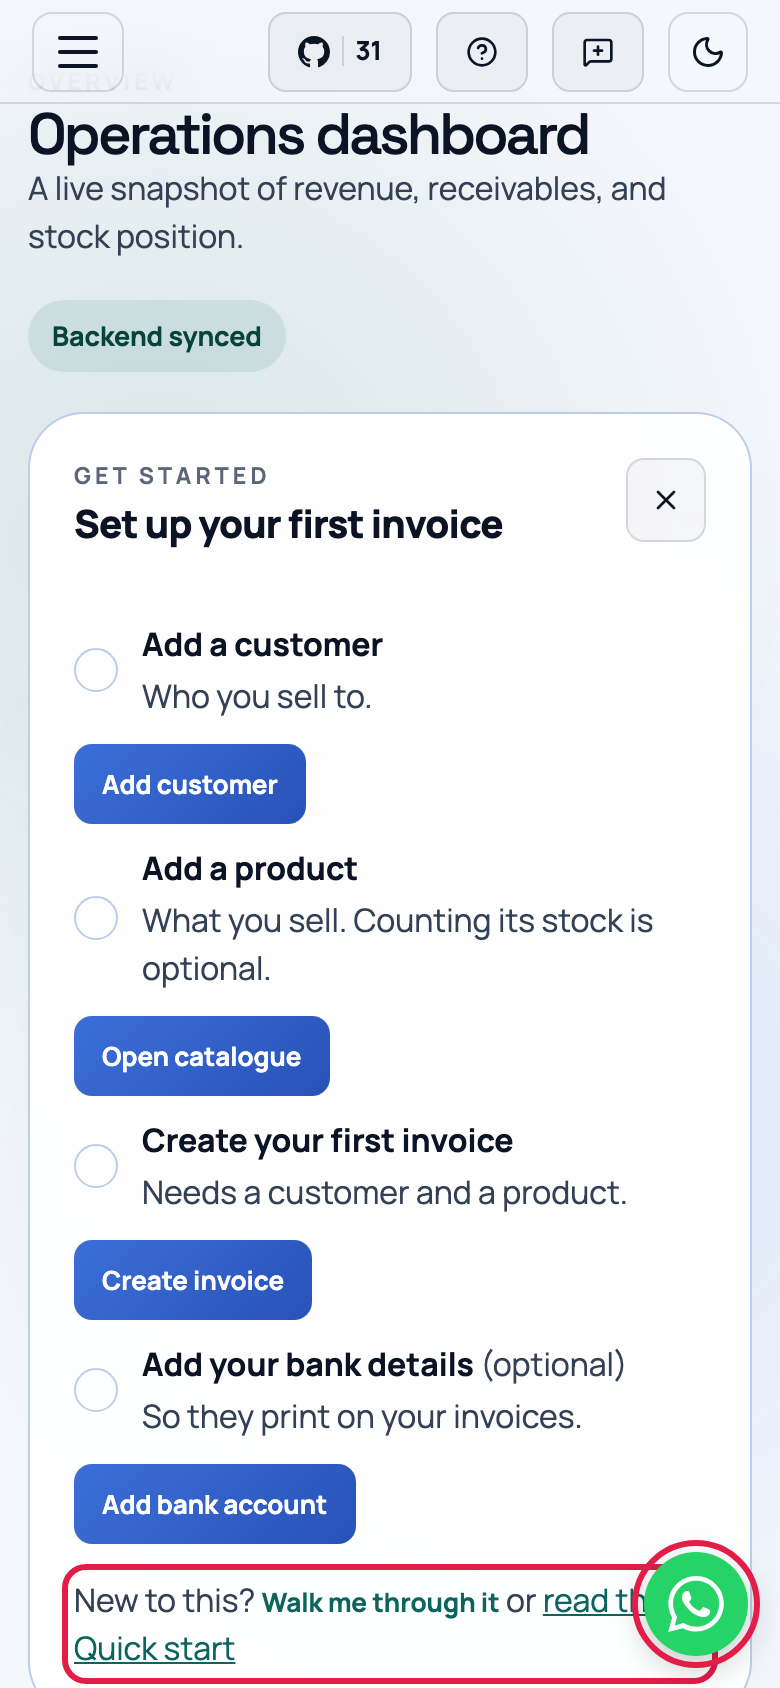 31
OVERVIEW
Operations dashboard
A live snapshot of revenue, receivables, and
stock position.
Backend synced
GET STARTED
Set up your first invoice
Add a customer
Who you sell to.
Add customer
Add a product
What you sell. Counting its stock is
optional.
Open catalogue
Create your first invoice
Needs a customer and a product.
Create invoice
Add your bank details (optional)
So they print on your invoices.
Add bank account
New to this? Walk me through it or read
Quick start